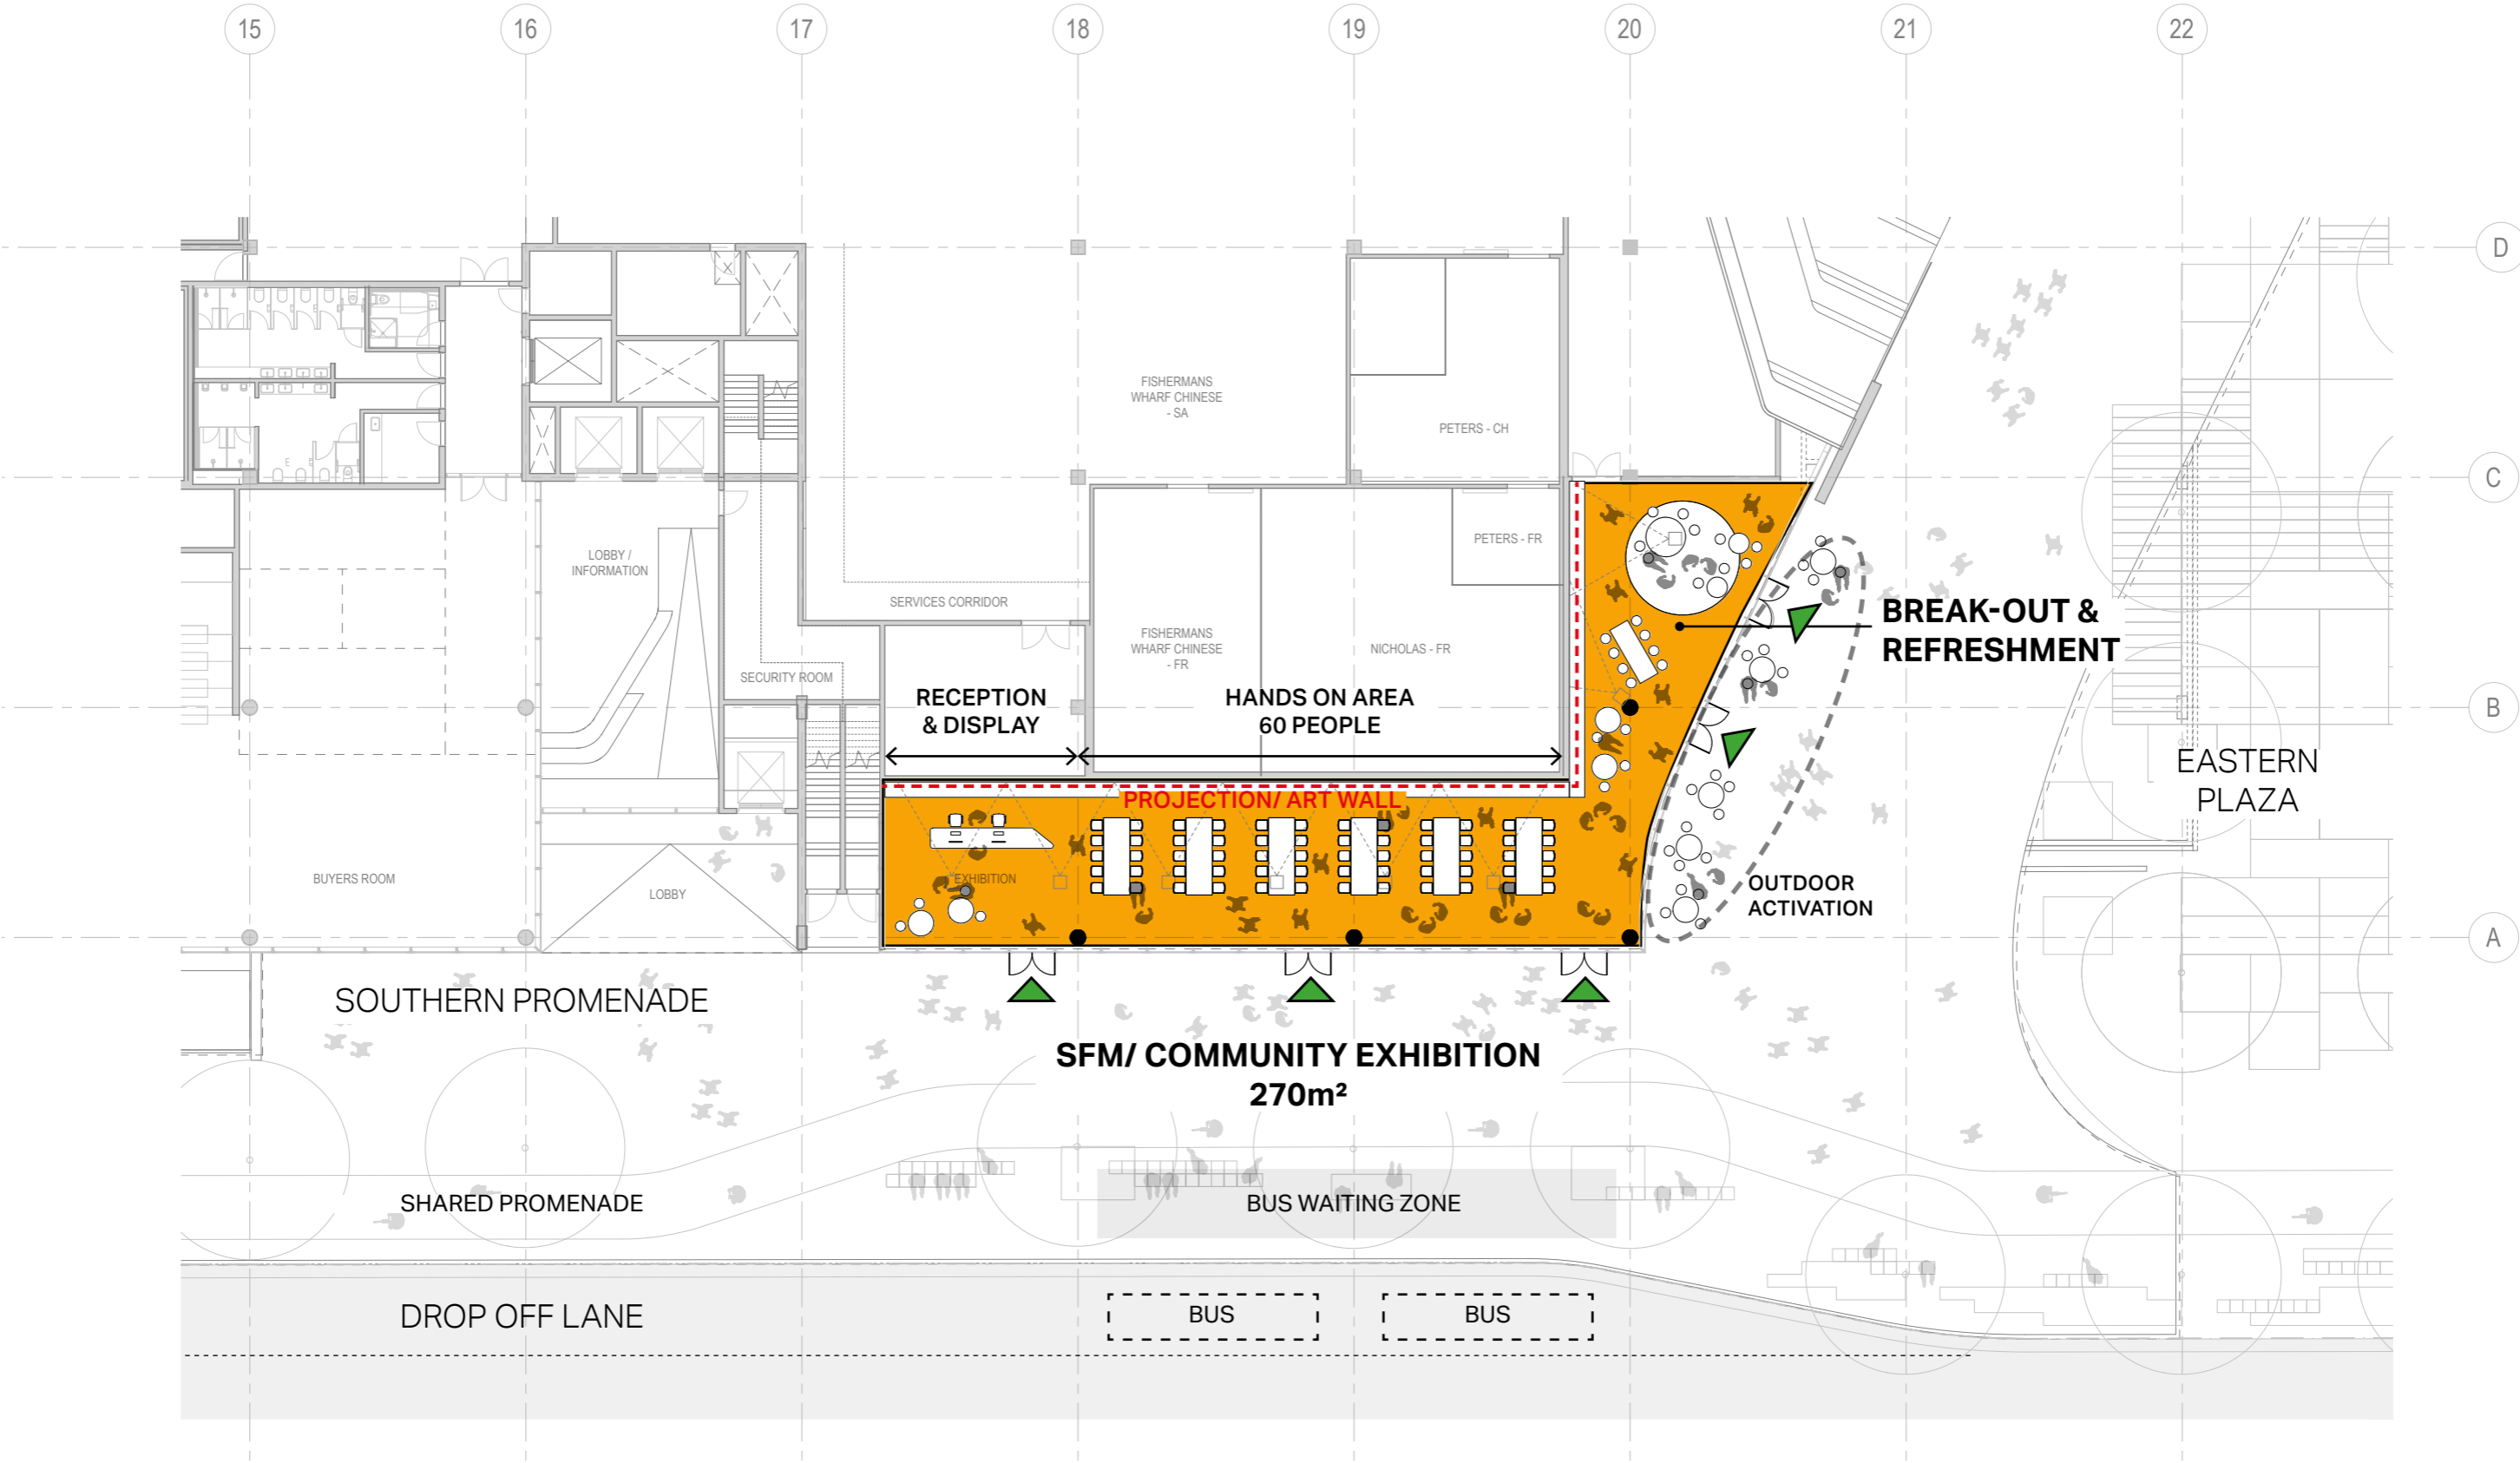 15
16
17
18
19
20
21
22
D
C
B
A
FISHERMANS
WHARF CHINESE
- SA
PETERS - CH
LOBBY /
INFORMATION
PETERS - FR
SERVICES CORRIDOR
FISHERMANS
WHARF CHINESE
- FR
NICHOLAS - FR
SECURITY ROOM
BREAK-OUT &
REFRESHMENT
RECEPTION
& DISPLAY
HANDS ON AREA
60 PEOPLE
EASTERN
PLAZA
PROJECTION/ ART WALL
BUYERS ROOM
LOBBY
EXHIBITION
OUTDOOR
ACTIVATION
SOUTHERN PROMENADE
SFM/ COMMUNITY EXHIBITION
270m²
SHARED PROMENADE
BUS WAITING ZONE
DROP OFF LANE
BUS
BUS